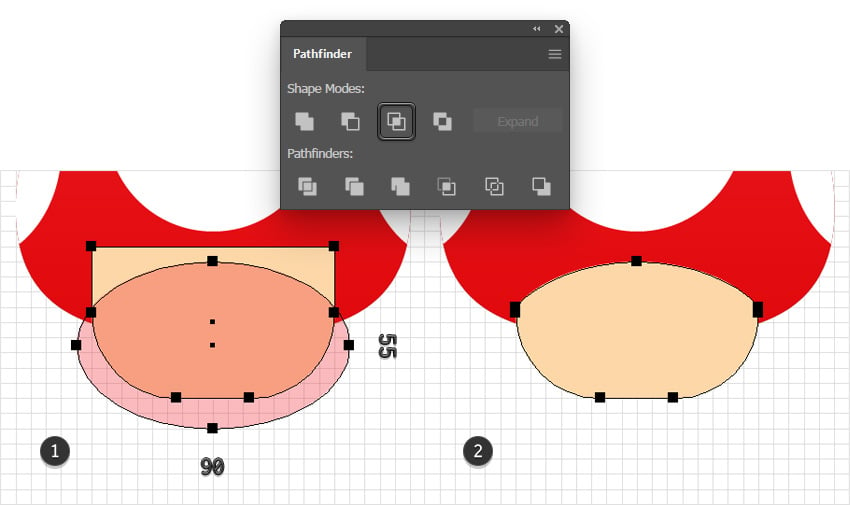 Pathfinder
Shape Modes:
Expand
Pathfinders:
55
1
90
2